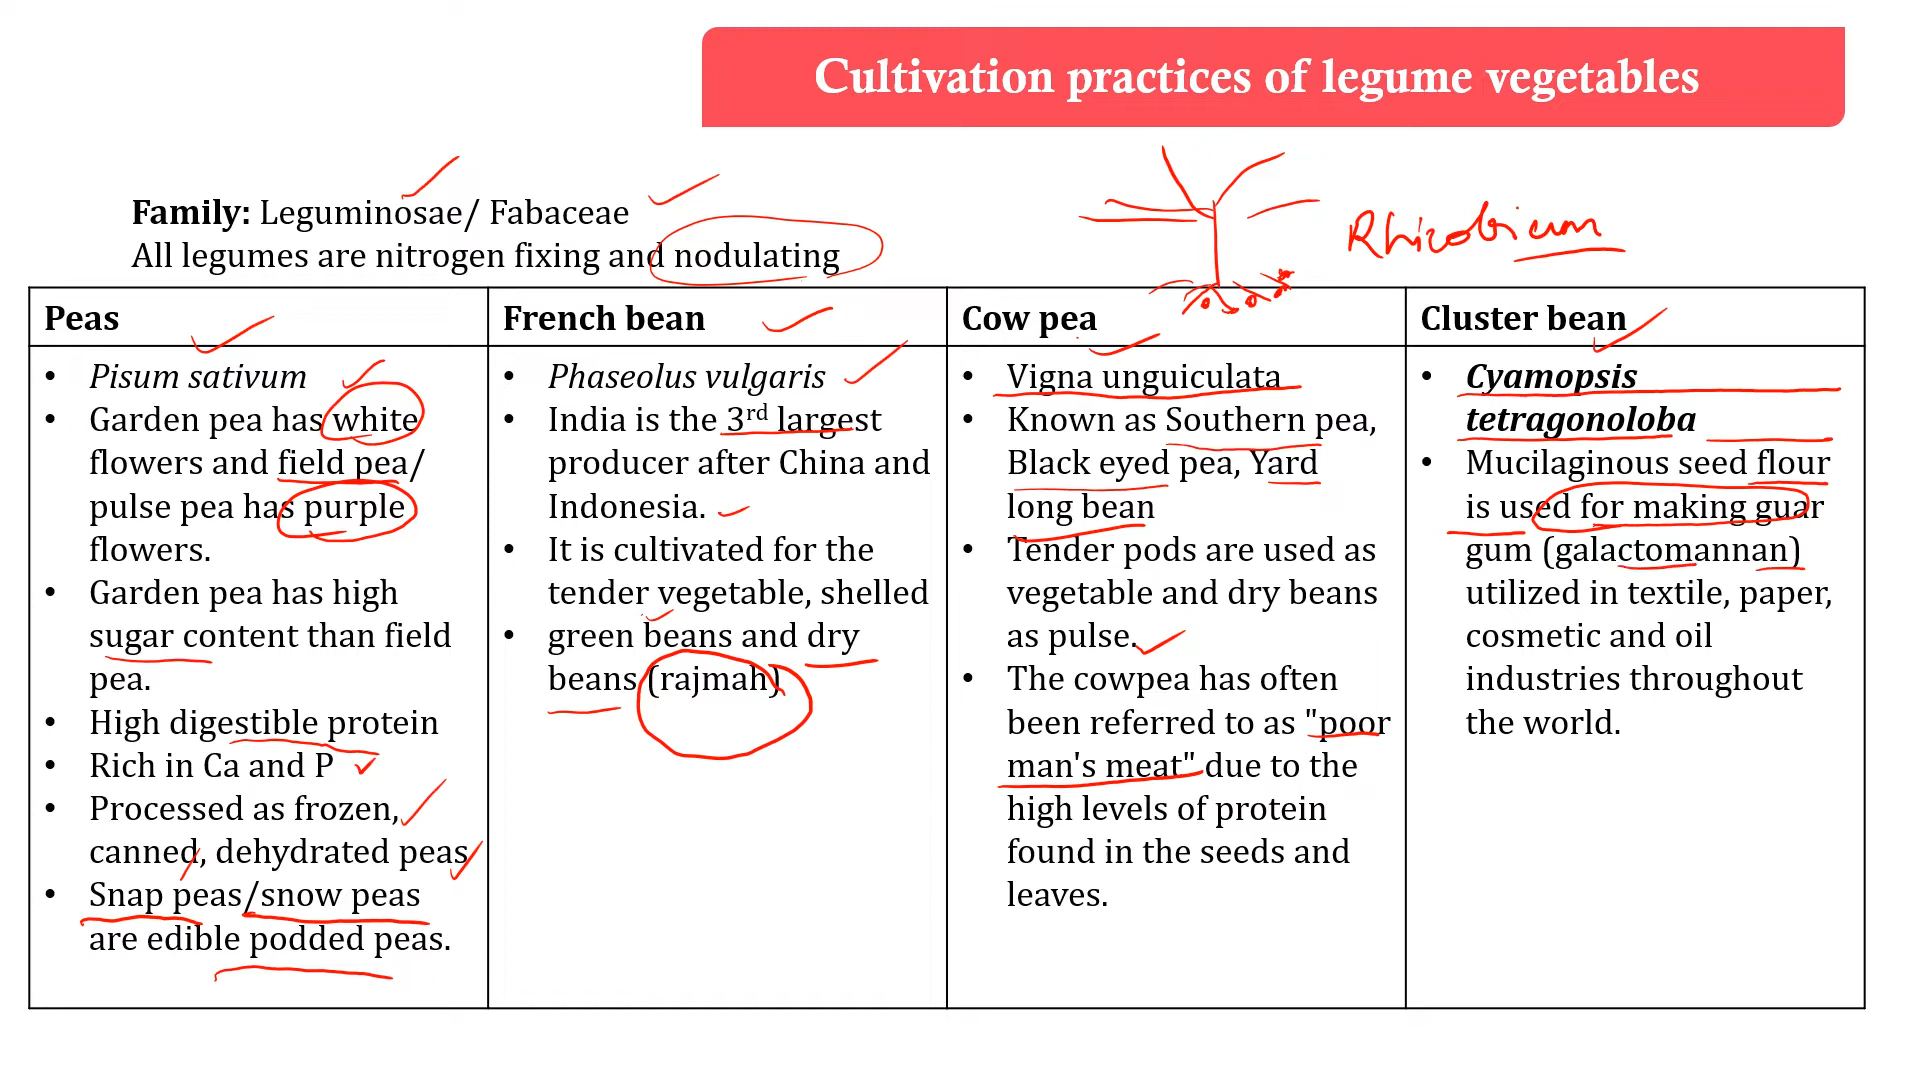 Cultivation practices of legume vegetables
Family: Leguminosae/ Fabaceae
All legumes are nitrogen fixing and nodulating
Rhizobium
Peas
• Pisum sativum
• Garden pea has white
flowers and field pea/
pulse pea has purple
flowers.
• Garden pea has high
sugar content than field
pea.
• High digestible protein
• Rich in Ca and P
• Processed as frozen,
canned, dehydrated peas
• Snap peas/snow peas
are edible podded peas.
French bean
• Phaseolus vulgaris
• India is the 3rd largest
producer after China and
Indonesia.
• It is cultivated for the
tender vegetable, shelled
• green beans and dry
beans (rajmah)
Cow pea
• Vigna unguiculata
• Known as Southern pea,
Black eyed pea, Yard
long bean
• Tender pods are used as
vegetable and dry beans
as pulse.
• The cowpea has often
been referred to as "poor
man's meat" due to the
high levels of protein
found in the seeds and
leaves.
Cluster bean
• Cyamopsis
tetragonoloba
• Mucilaginous seed flour
is used for making guar
gum (galactomannan)
utilized in textile, paper,
cosmetic and oil
industries throughout
the world.